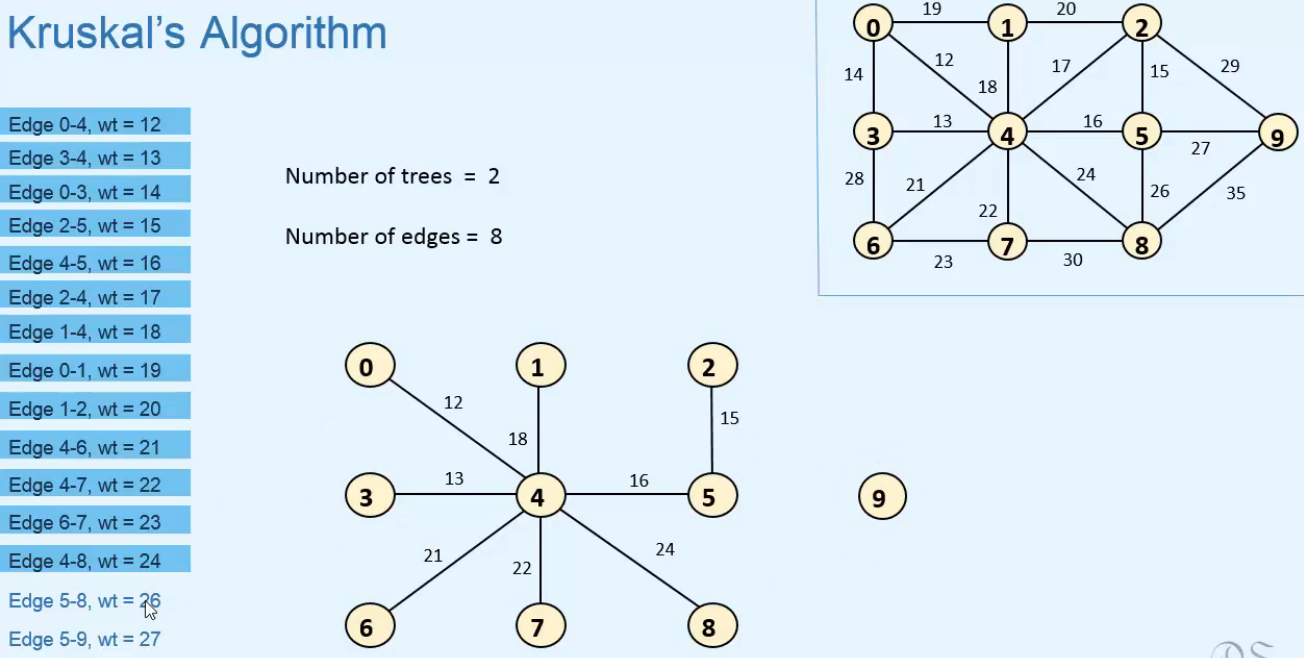 Kruskal's Algorithm
Edge 0-4, wt = 12
Edge 3-4, wt = 13
Edge 0-3, wt = 14
Edge 2-5, wt = 15
Edge 4-5, wt = 16
Edge 2-4, wt = 17
Edge 1-4, wt = 18
Edge 0-1, wt = 19
Edge 1-2, wt = 20
Edge 4-6, wt = 21
Edge 4-7, wt = 22
Edge 6-7, wt = 23
Edge 4-8, wt = 24
Edge 5-8, wt = 26
Edge 5-9, wt = 27
Number of trees = 2
Number of edges = 8
19 20
0 1 2
14 12 18 17 15 29
13 16
3 4 5 9
27
28 21 22 24 26 35
6 7 8
23 30
0 1 2
12 18 15
13 16
3 4 5 9
21 22 24
6 7 8